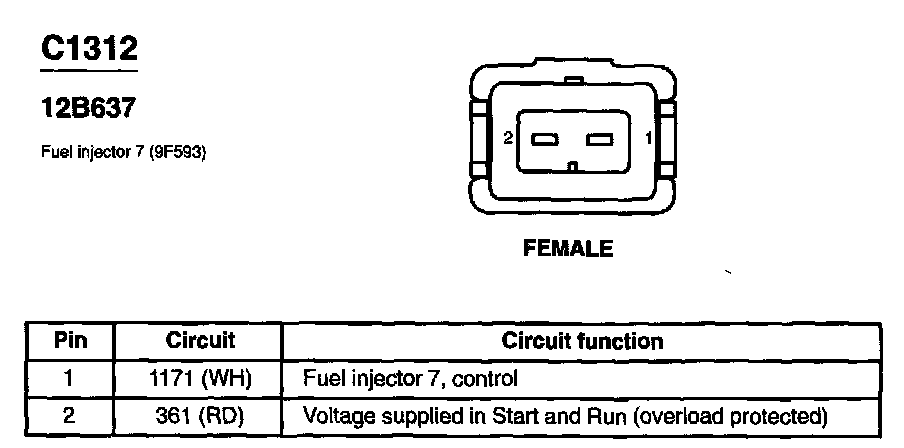 C1312
12B637
Fuel injector 7 (9F593)
2 1
FEMALE
Pin Circuit Circuit function
1 1171 (WH) Fuel injector 7, control
2 361 (RD) Voltage supplied in Start and Run (overload protected)